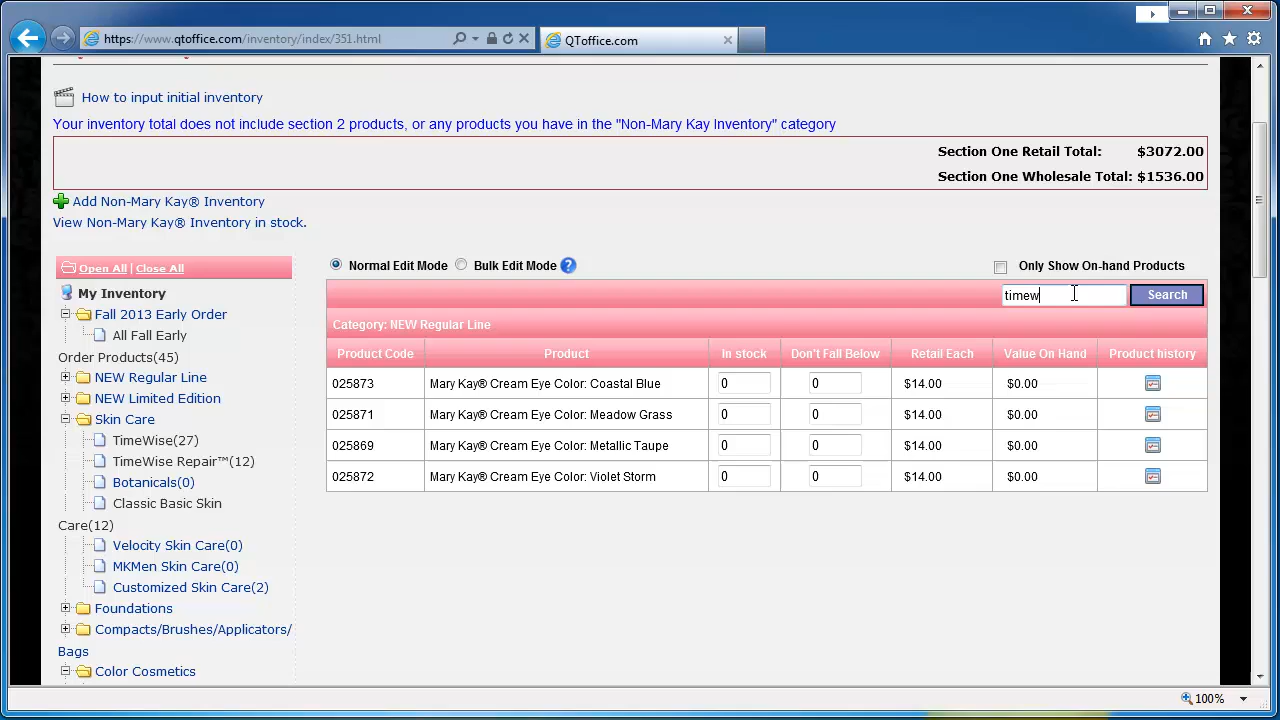 https://www.qtoffice.com/inventory/index/351.html
QToffice.com
How to input initial inventory
Your inventory total does not include section 2 products, or any products you have in the "Non-Mary Kay Inventory" category
Section One Retail Total: $3072.00
Section One Wholesale Total: $1536.00
Add Non-Mary Kay® Inventory
View Non-Mary Kay® Inventory in stock.
Open All | Close All
My Inventory
Fall 2013 Early Order
All Fall Early
Order Products(45)
NEW Regular Line
NEW Limited Edition
Skin Care
TimeWise(27)
TimeWise Repair™(12)
Botanicals(0)
Classic Basic Skin
Care(12)
Velocity Skin Care(0)
MKMen Skin Care(0)
Customized Skin Care(2)
Foundations
Compacts/Brushes/Applicators/
Bags
Color Cosmetics
Normal Edit Mode Bulk Edit Mode ? Only Show On-hand Products
timew Search
Category: NEW Regular Line
Product Code Product In stock Don't Fall Below Retail Each Value On Hand Product history
025873 Mary Kay® Cream Eye Color: Coastal Blue 0 0 $14.00 $0.00
025871 Mary Kay® Cream Eye Color: Meadow Grass 0 0 $14.00 $0.00
025869 Mary Kay® Cream Eye Color: Metallic Taupe 0 0 $14.00 $0.00
025872 Mary Kay® Cream Eye Color: Violet Storm 0 0 $14.00 $0.00
100%